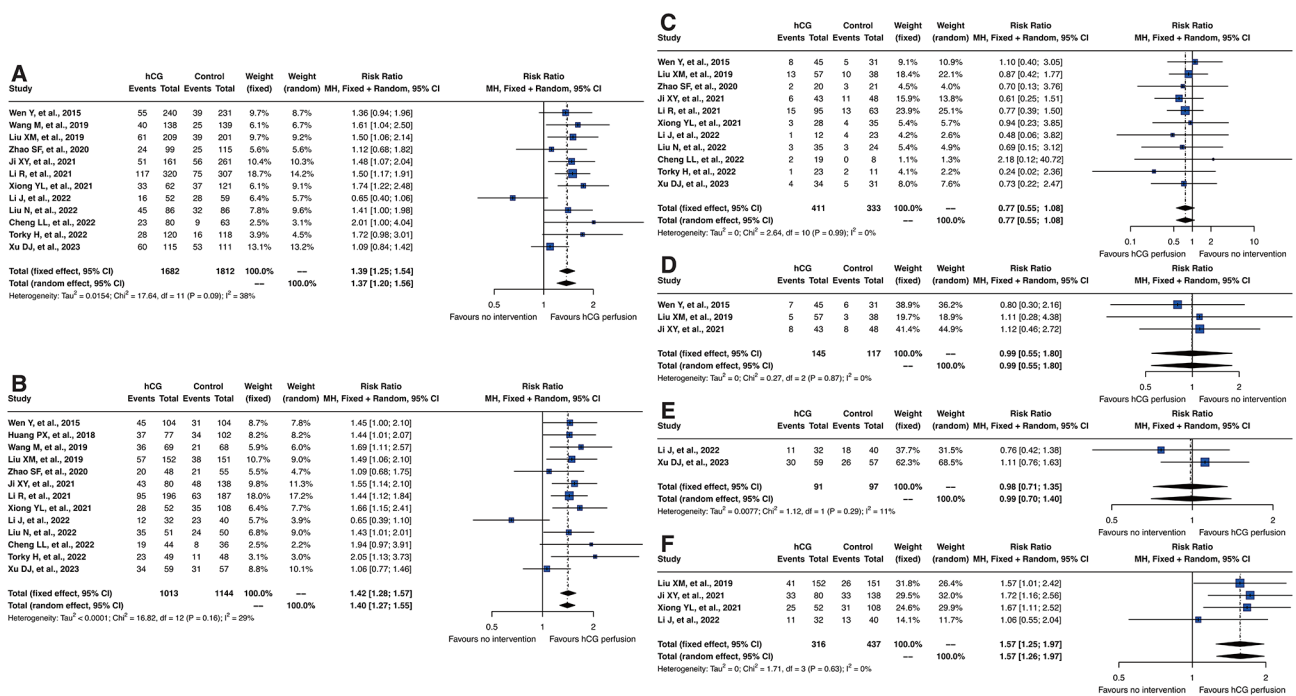 A
hCG Control Weight Weight Risk Ratio Risk Ratio
Study Events Total Events Total (fixed) (random) MH, Fixed + Random, 95% CI MH, Fixed + Random, 95% CI
Wen Y, et al., 2015 55 240 39 231 9.7% 8.7% 1.36 [0.94; 1.96]
Wang M, et al., 2019 40 138 25 139 6.1% 6.7% 1.61 [1.04; 2.50]
Liu XM, et al., 2019 61 209 39 201 9.7% 9.2% 1.50 [1.06; 2.14]
Zhao SF, et al., 2020 24 99 25 115 5.6% 5.6% 1.12 [0.68; 1.82]
Ji XY, et al., 2021 51 161 56 261 10.4% 10.3% 1.48 [1.07; 2.04]
Li R, et al., 2021 117 320 75 307 18.7% 14.2% 1.50 [1.17; 1.91]
Xiong YL, et al., 2021 33 62 37 121 6.1% 9.1% 1.74 [1.22; 2.48]
Li J, et al., 2022 16 52 28 59 6.4% 5.7% 0.65 [0.40; 1.06]
Liu N, et al., 2022 45 86 32 86 7.8% 9.6% 1.41 [1.00; 1.98]
Cheng LL, et al., 2022 23 80 9 63 2.5% 3.1% 2.01 [1.00; 4.04]
Torky H, et al., 2022 28 120 16 118 3.9% 4.5% 1.72 [0.98; 3.01]
Xu DJ, et al., 2023 60 115 53 111 13.1% 13.2% 1.09 [0.84; 1.42]
Total (fixed effect, 95% CI) 1682 1812 100.0% –– 1.39 [1.25; 1.54]
Total (random effect, 95% CI) –– 100.0% 1.37 [1.20; 1.56]
Heterogeneity: Tau² = 0.0154; Chi² = 17.64, df = 11 (P = 0.09); I² = 38%
0.5 1 2
Favours no intervention Favours hCG perfusion
B
hCG Control Weight Weight Risk Ratio Risk Ratio
Study Events Total Events Total (fixed) (random) MH, Fixed + Random, 95% CI MH, Fixed + Random, 95% CI
Wen Y, et al., 2015 45 104 31 104 8.7% 7.8% 1.45 [1.00; 2.10]
Huang PX, et al., 2018 37 77 34 102 8.2% 8.2% 1.44 [1.01; 2.07]
Wang M, et al., 2019 36 69 21 68 5.9% 6.0% 1.69 [1.11; 2.57]
Liu XM, et al., 2019 57 152 38 151 10.7% 9.4% 1.49 [1.06; 2.10]
Zhao SF, et al., 2020 20 48 21 55 5.5% 4.7% 1.09 [0.68; 1.75]
Ji XY, et al., 2021 43 80 48 138 9.8% 11.3% 1.55 [1.14; 2.10]
Li R, et al., 2021 95 196 63 187 18.0% 17.2% 1.44 [1.12; 1.84]
Xiong YL, et al., 2021 28 52 35 108 6.4% 7.7% 1.66 [1.15; 2.41]
Li J, et al., 2022 12 32 23 40 5.7% 3.9% 0.65 [0.39; 1.10]
Liu N, et al., 2022 35 51 24 50 6.8% 9.0% 1.43 [1.01; 2.01]
Cheng LL, et al., 2022 19 44 8 36 2.5% 2.2% 1.94 [0.97; 3.91]
Torky H, et al., 2022 23 49 11 48 3.1% 3.0% 2.05 [1.13; 3.73]
Xu DJ, et al., 2023 34 59 31 57 8.8% 10.1% 1.06 [0.77; 1.46]
Total (fixed effect, 95% CI) 1013 1144 100.0% –– 1.42 [1.28; 1.57]
Total (random effect, 95% CI) –– 100.0% 1.40 [1.27; 1.55]
Heterogeneity: Tau² < 0.0001; Chi² = 16.82, df = 12 (P = 0.16); I² = 29%
0.5 1 2
Favours no intervention Favours hCG perfusion
C
hCG Control Weight Weight Risk Ratio Risk Ratio
Study Events Total Events Total (fixed) (random) MH, Fixed + Random, 95% CI MH, Fixed + Random, 95% CI
Wen Y, et al., 2015 8 45 5 31 9.1% 10.9% 1.10 [0.40; 3.05]
Liu XM, et al., 2019 13 57 10 38 18.4% 22.1% 0.87 [0.42; 1.77]
Zhao SF, et al., 2020 2 20 3 21 4.5% 4.0% 0.70 [0.13; 3.76]
Ji XY, et al., 2021 6 43 11 48 15.9% 13.8% 0.61 [0.25; 1.51]
Li R, et al., 2021 15 95 13 63 23.9% 25.1% 0.77 [0.39; 1.50]
Xiong YL, et al., 2021 3 28 4 35 5.4% 5.7% 0.94 [0.23; 3.85]
Li J, et al., 2022 1 12 4 23 4.2% 2.6% 0.48 [0.06; 3.82]
Liu N, et al., 2022 3 35 3 24 5.4% 4.9% 0.69 [0.15; 3.12]
Cheng LL, et al., 2022 2 19 0 8 1.1% 1.3% 2.18 [0.12; 40.72]
Torky H, et al., 2022 1 23 2 11 4.1% 2.2% 0.24 [0.02; 2.36]
Xu DJ, et al., 2023 4 34 5 31 8.0% 7.6% 0.73 [0.22; 2.47]
Total (fixed effect, 95% CI) 411 333 100.0% –– 0.77 [0.55; 1.08]
Total (random effect, 95% CI) –– 100.0% 0.77 [0.55; 1.08]
Heterogeneity: Tau² = 0; Chi² = 2.64, df = 10 (P = 0.99); I² = 0%
0.1 0.5 1 2 10
Favours hCG perfusion Favours no intervention
D
hCG Control Weight Weight Risk Ratio Risk Ratio
Study Events Total Events Total (fixed) (random) MH, Fixed + Random, 95% CI MH, Fixed + Random, 95% CI
Wen Y, et al., 2015 7 45 6 31 38.9% 36.2% 0.80 [0.30; 2.16]
Liu XM, et al., 2019 5 57 3 38 19.7% 18.9% 1.11 [0.28; 4.38]
Ji XY, et al., 2021 8 43 8 48 41.4% 44.9% 1.12 [0.46; 2.72]
Total (fixed effect, 95% CI) 145 117 100.0% –– 0.99 [0.55; 1.80]
Total (random effect, 95% CI) –– 100.0% 0.99 [0.55; 1.80]
Heterogeneity: Tau² = 0; Chi² = 0.27, df = 2 (P = 0.87); I² = 0%
0.5 1 2
Favours hCG perfusion Favours no intervention
E
hCG Control Weight Weight Risk Ratio Risk Ratio
Study Events Total Events Total (fixed) (random) MH, Fixed + Random, 95% CI MH, Fixed + Random, 95% CI
Li J, et al., 2022 11 32 18 40 37.7% 31.5% 0.76 [0.42; 1.38]
Xu DJ, et al., 2023 30 59 26 57 62.3% 68.5% 1.11 [0.76; 1.63]
Total (fixed effect, 95% CI) 91 97 100.0% –– 0.98 [0.71; 1.35]
Total (random effect, 95% CI) –– 100.0% 0.99 [0.70; 1.40]
Heterogeneity: Tau² = 0.0077; Chi² = 1.12, df = 1 (P = 0.29); I² = 11%
0.5 1 2
Favours no intervention Favours hCG perfusion
F
hCG Control Weight Weight Risk Ratio Risk Ratio
Study Events Total Events Total (fixed) (random) MH, Fixed + Random, 95% CI MH, Fixed + Random, 95% CI
Liu XM, et al., 2019 41 152 26 151 31.8% 26.4% 1.57 [1.01; 2.42]
Ji XY, et al., 2021 33 80 33 138 29.5% 32.0% 1.72 [1.16; 2.56]
Xiong YL, et al., 2021 25 52 31 108 24.6% 29.9% 1.67 [1.11; 2.52]
Li J, et al., 2022 11 32 13 40 14.1% 11.7% 1.06 [0.55; 2.04]
Total (fixed effect, 95% CI) 316 437 100.0% –– 1.57 [1.25; 1.97]
Total (random effect, 95% CI) –– 100.0% 1.57 [1.26; 1.97]
Heterogeneity: Tau² = 0; Chi² = 1.71, df = 3 (P = 0.63); I² = 0%
0.5 1 2
Favours no intervention Favours hCG perfusion